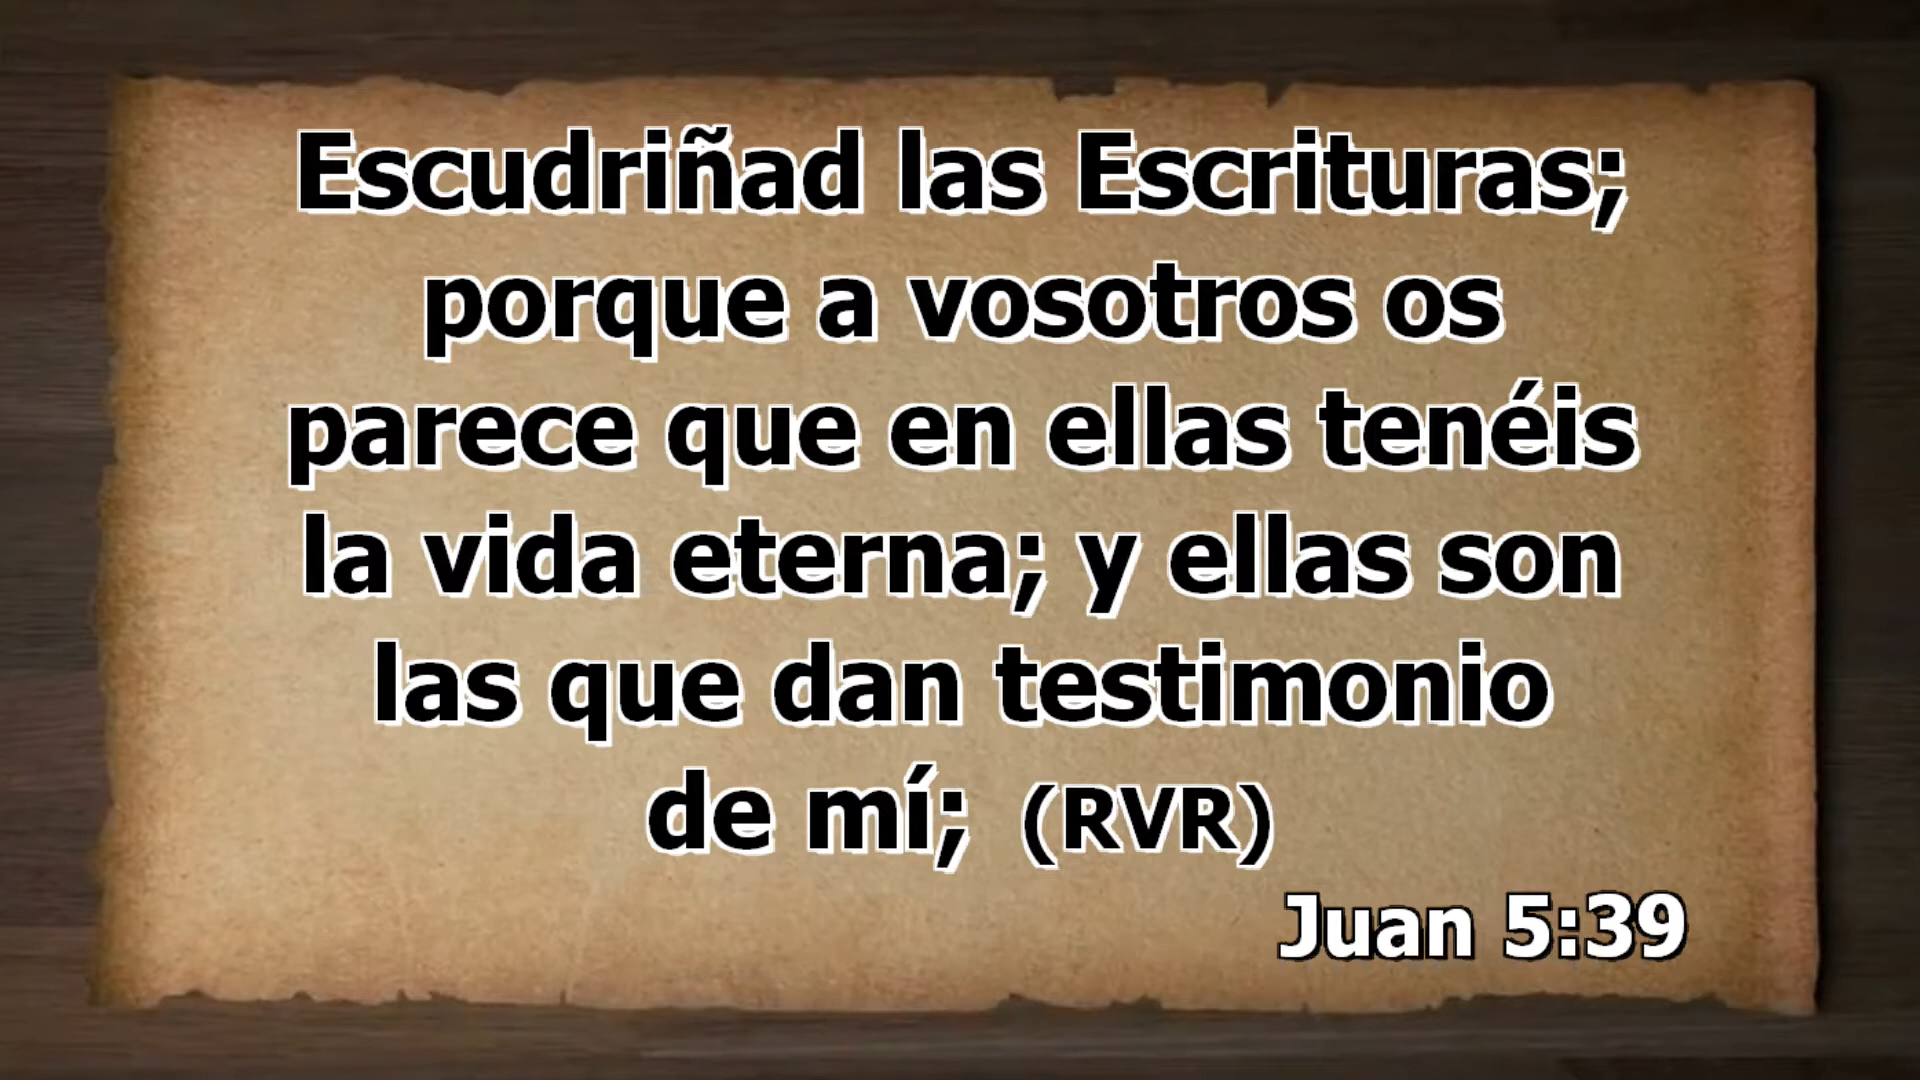 Escudriñad las Escrituras;
porque a vosotros os
parece que en ellas tenéis
la vida eterna; y ellas son
las que dan testimonio
de mí; (RVR)
Juan 5:39